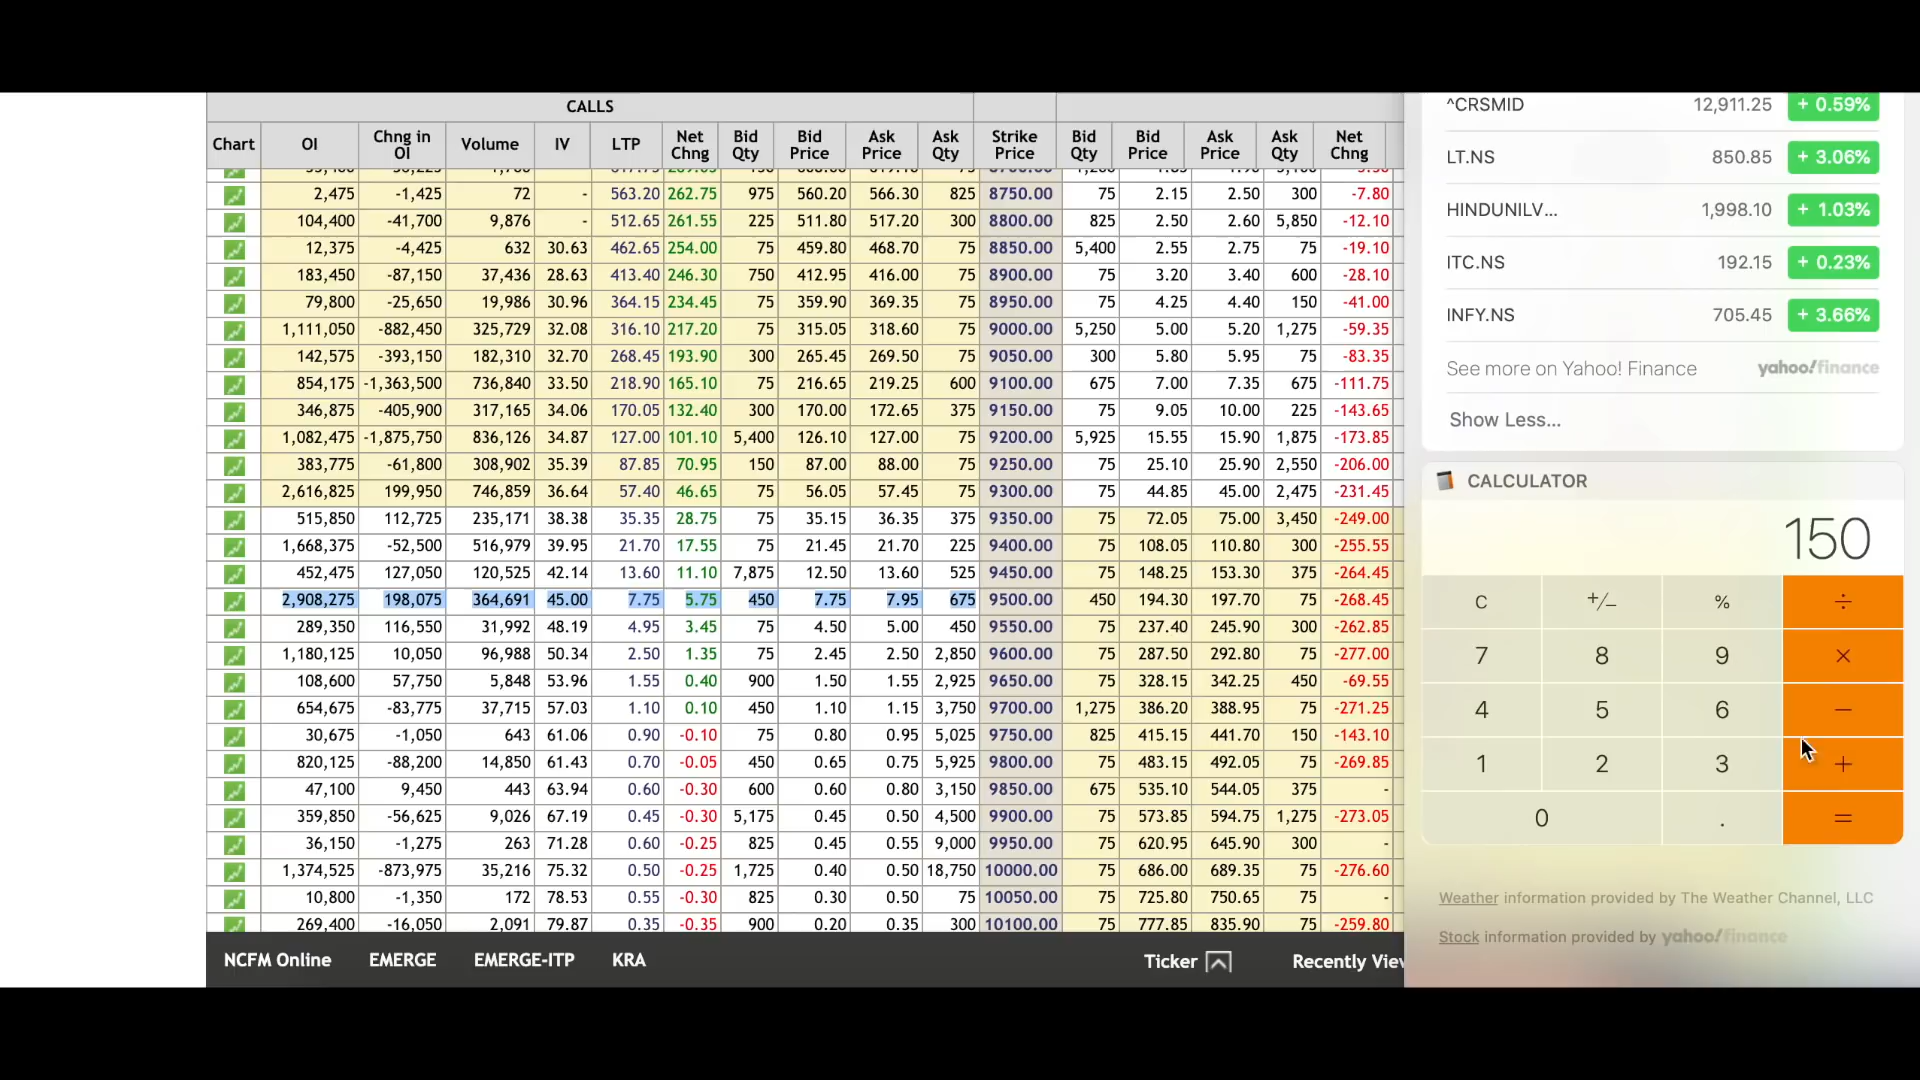 CALLS
Chart OI Chng in OI Volume IV LTP Net Chng Bid Qty Bid Price Ask Price Ask Qty Strike Price Bid Qty Bid Price Ask Price Ask Qty Net Chng
2,475 -1,425 72 - 563.20 262.75 975 560.20 566.30 825 8750.00 75 2.15 2.50 300 -7.80
104,400 -41,700 9,876 - 512.65 261.55 225 511.80 517.20 300 8800.00 825 2.50 2.60 5,850 -12.10
12,375 -4,425 632 30.63 462.65 254.00 75 459.80 468.70 75 8850.00 5,400 2.55 2.75 75 -19.10
183,450 -87,150 37,436 28.63 413.40 246.30 750 412.95 416.00 75 8900.00 75 3.20 3.40 600 -28.10
79,800 -25,650 19,986 30.96 364.15 234.45 75 359.90 369.35 75 8950.00 75 4.25 4.40 150 -41.00
1,111,050 -882,450 325,729 32.08 316.10 217.20 75 315.05 318.60 75 9000.00 5,250 5.00 5.20 1,275 -59.35
142,575 -393,150 182,310 32.70 268.45 193.90 300 265.45 269.50 75 9050.00 300 5.80 5.95 75 -83.35
854,175 -1,363,500 736,840 33.50 218.90 165.10 75 216.65 219.25 600 9100.00 675 7.00 7.35 675 -111.75
346,875 -405,900 317,165 34.06 170.05 132.40 300 170.00 172.65 375 9150.00 75 9.05 10.00 225 -143.65
1,082,475 -1,875,750 836,126 34.87 127.00 101.10 5,400 126.10 127.00 75 9200.00 5,925 15.55 15.90 1,875 -173.85
383,775 -61,800 308,902 35.39 87.85 70.95 150 87.00 88.00 75 9250.00 75 25.10 25.90 2,550 -206.00
2,616,825 199,950 746,859 36.64 57.40 46.65 75 56.05 57.45 75 9300.00 75 44.85 45.00 2,475 -231.45
515,850 112,725 235,171 38.38 35.35 28.75 75 35.15 36.35 375 9350.00 75 72.05 75.00 3,450 -249.00
1,668,375 -52,500 516,979 39.95 21.70 17.55 75 21.45 21.70 225 9400.00 75 108.05 110.80 300 -255.55
452,475 127,050 120,525 42.14 13.60 11.10 7,875 12.50 13.60 525 9450.00 75 148.25 153.30 375 -264.45
2,908,275 198,075 364,691 45.00 7.75 5.75 450 7.75 7.95 675 9500.00 450 194.30 197.70 75 -268.45
289,350 116,550 31,992 48.19 4.95 3.45 75 4.50 5.00 450 9550.00 75 237.40 245.90 300 -262.85
1,180,125 10,050 96,988 50.34 2.50 1.35 75 2.45 2.50 2,850 9600.00 75 287.50 292.80 75 -277.00
108,600 57,750 5,848 53.96 1.55 0.40 900 1.50 1.55 2,925 9650.00 75 328.15 342.25 450 -69.55
654,675 -83,775 37,715 57.03 1.10 0.10 450 1.10 1.15 3,750 9700.00 1,275 386.20 388.95 75 -271.25
30,675 -1,050 643 61.06 0.90 -0.10 75 0.80 0.95 5,025 9750.00 825 415.15 441.70 150 -143.10
820,125 -88,200 14,850 61.43 0.70 -0.05 450 0.65 0.75 5,925 9800.00 75 483.15 492.05 75 -269.85
47,100 9,450 443 63.94 0.60 -0.30 600 0.60 0.80 3,150 9850.00 675 535.10 544.05 375 -
359,850 -56,625 9,026 67.19 0.45 -0.30 5,175 0.45 0.50 4,500 9900.00 75 573.85 594.75 1,275 -273.05
36,150 -1,275 263 71.28 0.60 -0.25 825 0.45 0.55 9,000 9950.00 75 620.95 645.90 300 -
1,374,525 -873,975 35,216 75.32 0.50 -0.25 1,725 0.40 0.50 18,750 10000.00 75 686.00 689.35 75 -276.60
10,800 -1,350 172 78.53 0.55 -0.30 825 0.30 0.50 75 10050.00 75 725.80 750.65 75 -
269,400 -16,050 2,091 79.87 0.35 -0.35 900 0.20 0.35 300 10100.00 75 777.85 835.90 75 -259.80
NCFM Online EMERGE EMERGE-ITP KRA Ticker Recently
^CRSMID 12,911.25 + 0.59%
LT.NS 850.85 + 3.06%
HINDUNILV... 1,998.10 + 1.03%
ITC.NS 192.15 + 0.23%
INFY.NS 705.45 + 3.66%
See more on Yahoo! Finance yahoo!finance
Show Less...
CALCULATOR
150
C +/− % ÷
7 8 9 ×
4 5 6 −
1 2 3 +
0 . =
Weather information provided by The Weather Channel, LLC
Stock information provided by yahoo!finance